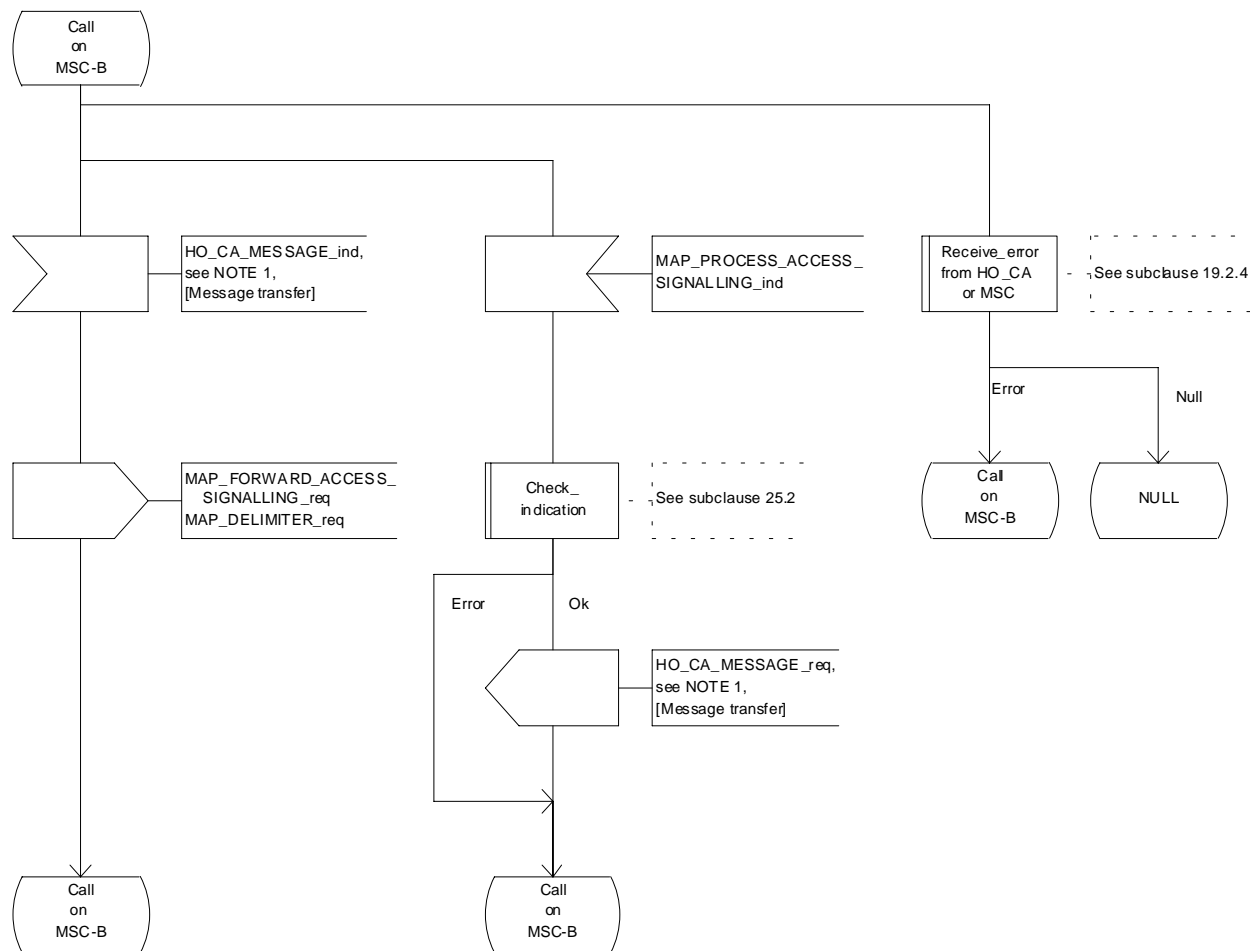 Call
on
MSC-B
HO_CA_MESSAGE_ind,
see NOTE 1,
[Message transfer]
MAP_PROCESS_ACCESS_
SIGNALLING_ind
Receive_error
from HO_CA
or MSC
See subclause 19.2.4
Error
Null
MAP_FORWARD_ACCESS_
SIGNALLING_req
MAP_DELIMITER_req
Check_
indication
See subclause 25.2
Call
on
MSC-B
NULL
Error
Ok
HO_CA_MESSAGE_req,
see NOTE 1,
[Message transfer]
Call
on
MSC-B
Call
on
MSC-B